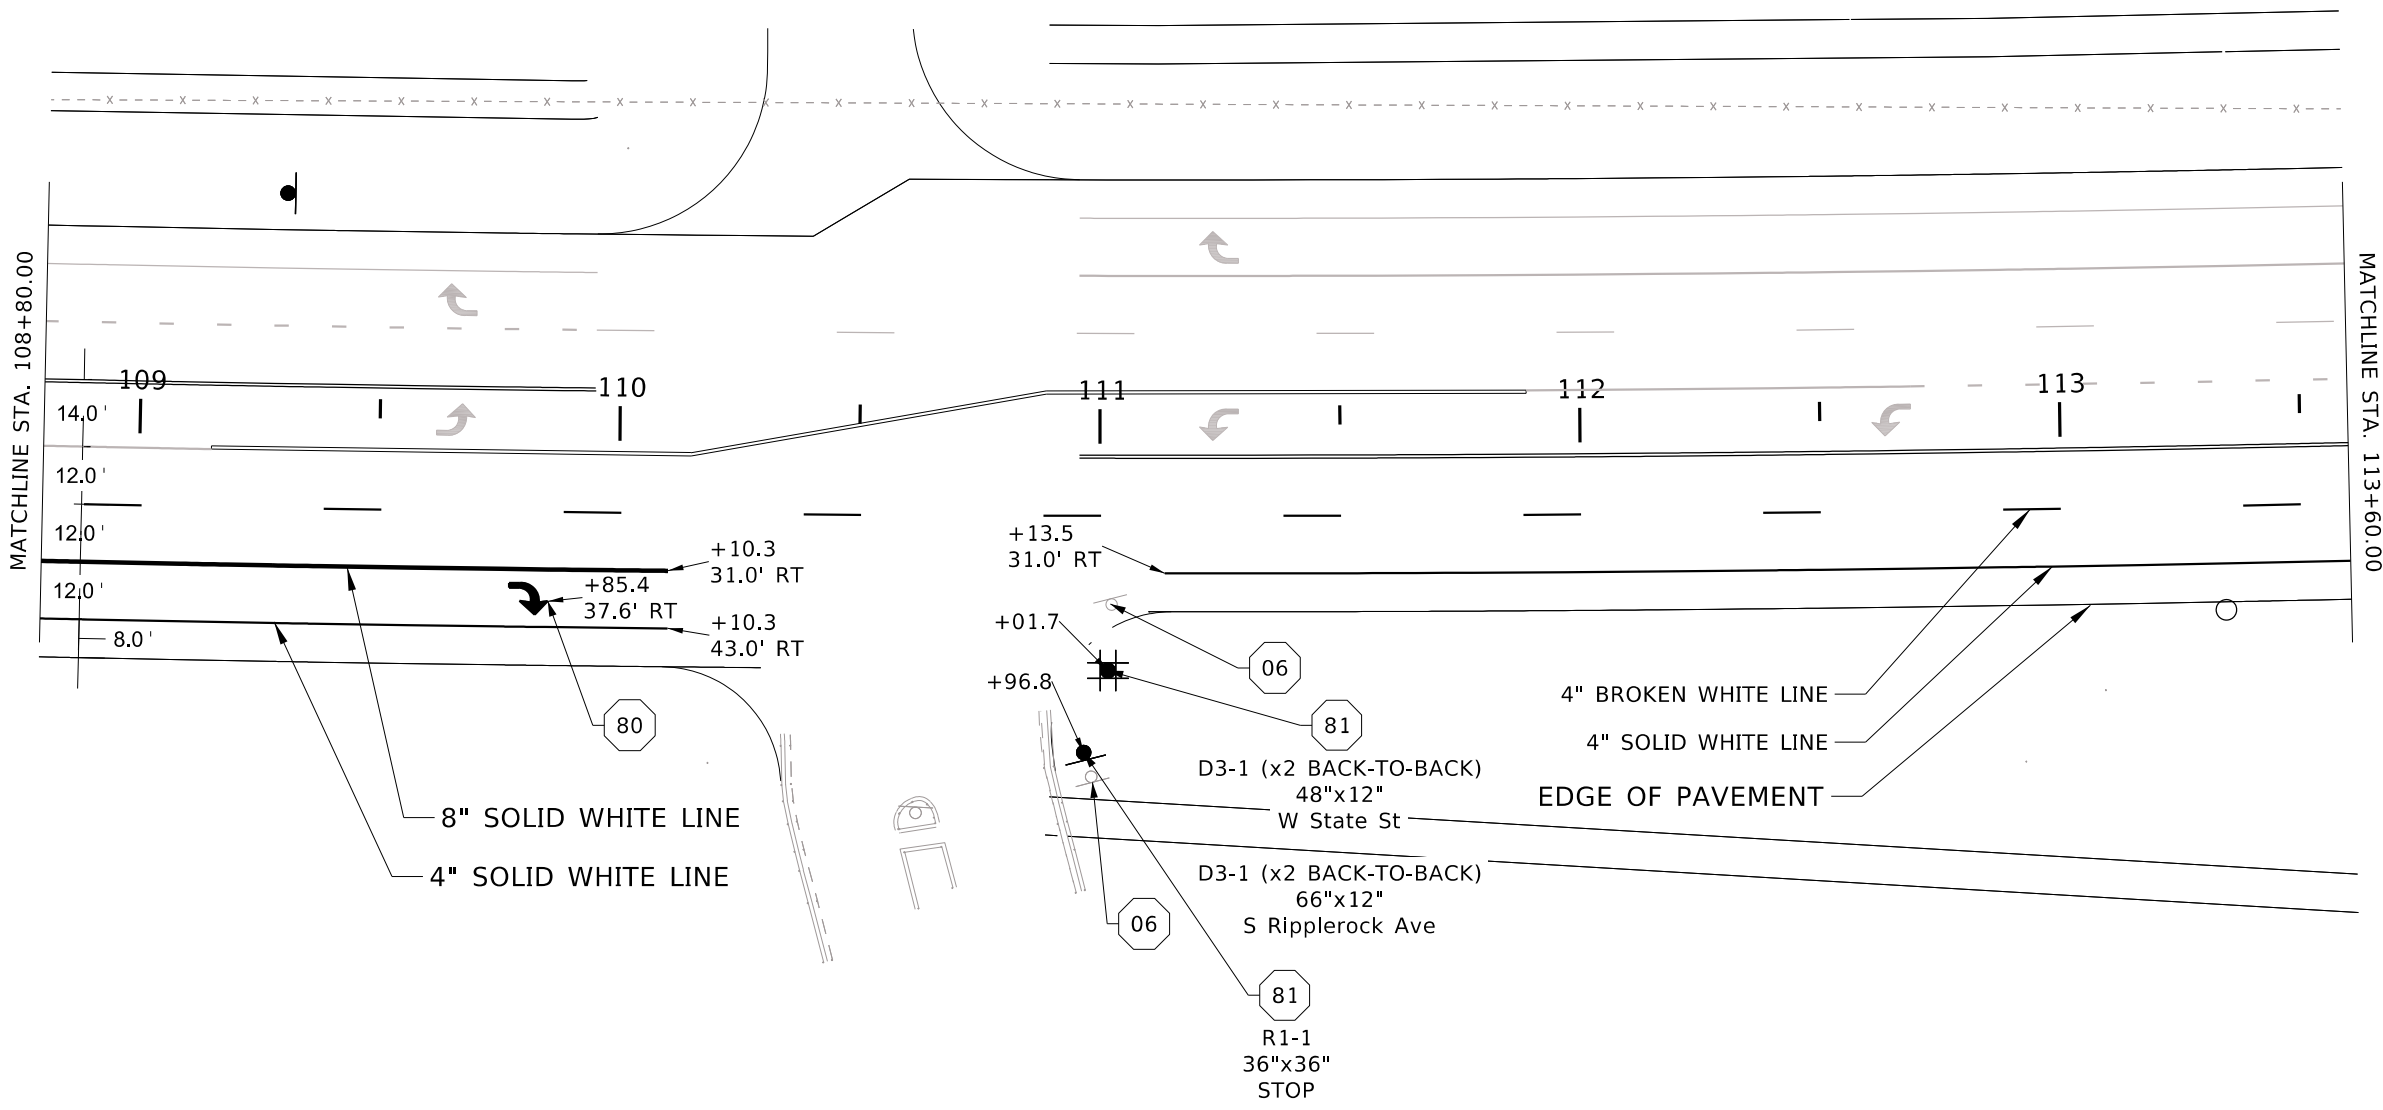 MATCHLINE STA. 108+80.00
MATCHLINE STA. 113+60.00
109
110
111
112
113
14.0 '
12.0 '
12.0 '
12.0 '
8.0 '
+10.3
31.0' RT
+85.4
37.6' RT
+10.3
43.0' RT
+13.5
31.0' RT
+01.7
+96.8
06
80
81
4" BROKEN WHITE LINE
4" SOLID WHITE LINE
EDGE OF PAVEMENT
D3-1 (x2 BACK-TO-BACK)
48"x12"
W State St
D3-1 (x2 BACK-TO-BACK)
66"x12"
S Ripplerock Ave
8" SOLID WHITE LINE
4" SOLID WHITE LINE
06
81
R1-1
36"x36"
STOP